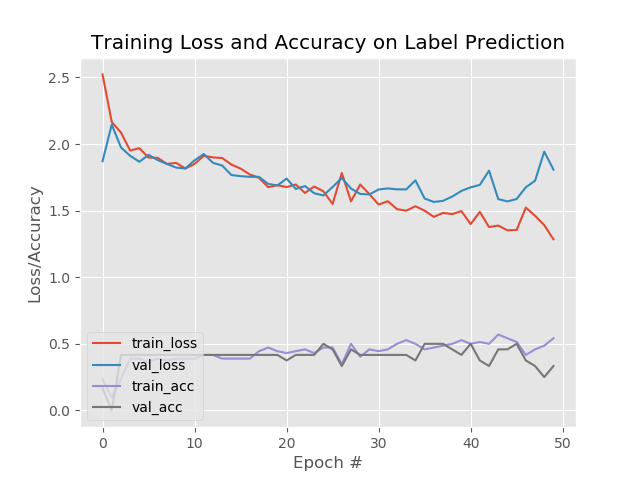 Training Loss and Accuracy on Label Prediction
2.5
2.0
1.5
1.0
0.5
0.0
Loss/Accuracy
train_loss
val_loss
train_acc
val_acc
0 10 20 30 40 50
Epoch #